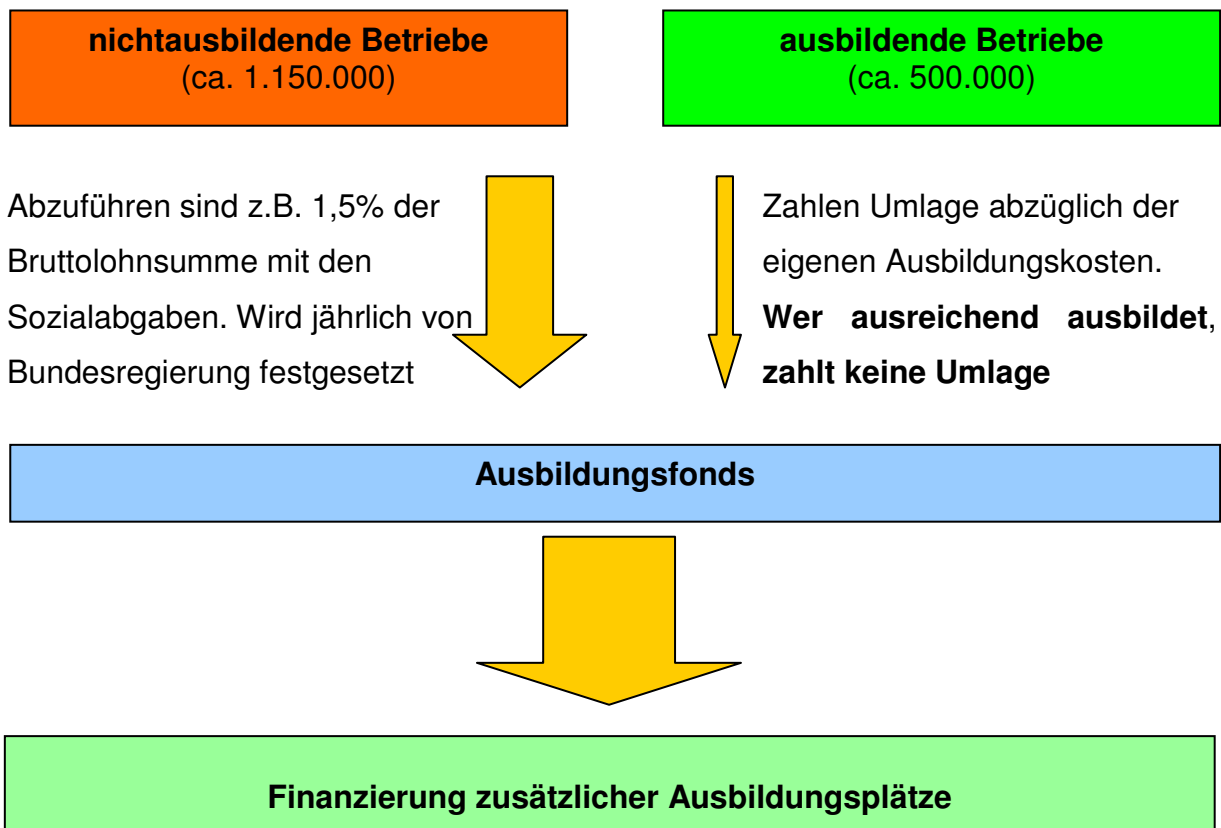 nichtausbildende Betriebe
(ca. 1.150.000)
ausbildende Betriebe
(ca. 500.000)
Abzuführen sind z.B. 1,5% der
Bruttolohnsumme mit den
Sozialabgaben. Wird jährlich von
Bundesregierung festgesetzt
Zahlen Umlage abzüglich der
eigenen Ausbildungskosten.
Wer ausreichend ausbildet,
zahlt keine Umlage
Ausbildungsfonds
Finanzierung zusätzlicher Ausbildungsplätze